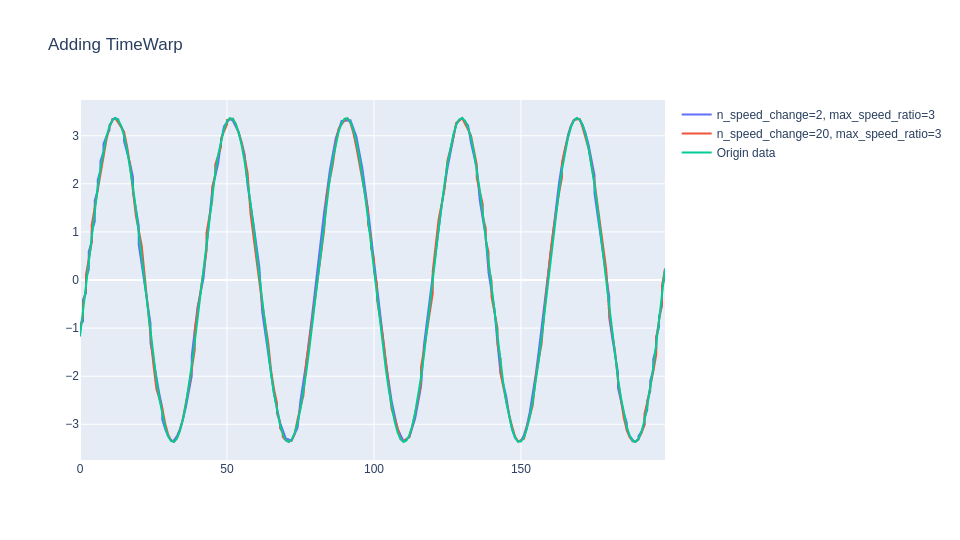 Adding TimeWarp
n_speed_change=2, max_speed_ratio=3
n_speed_change=20, max_speed_ratio=3
Origin data
3
2
1
0
−1
−2
−3
0
50
100
150